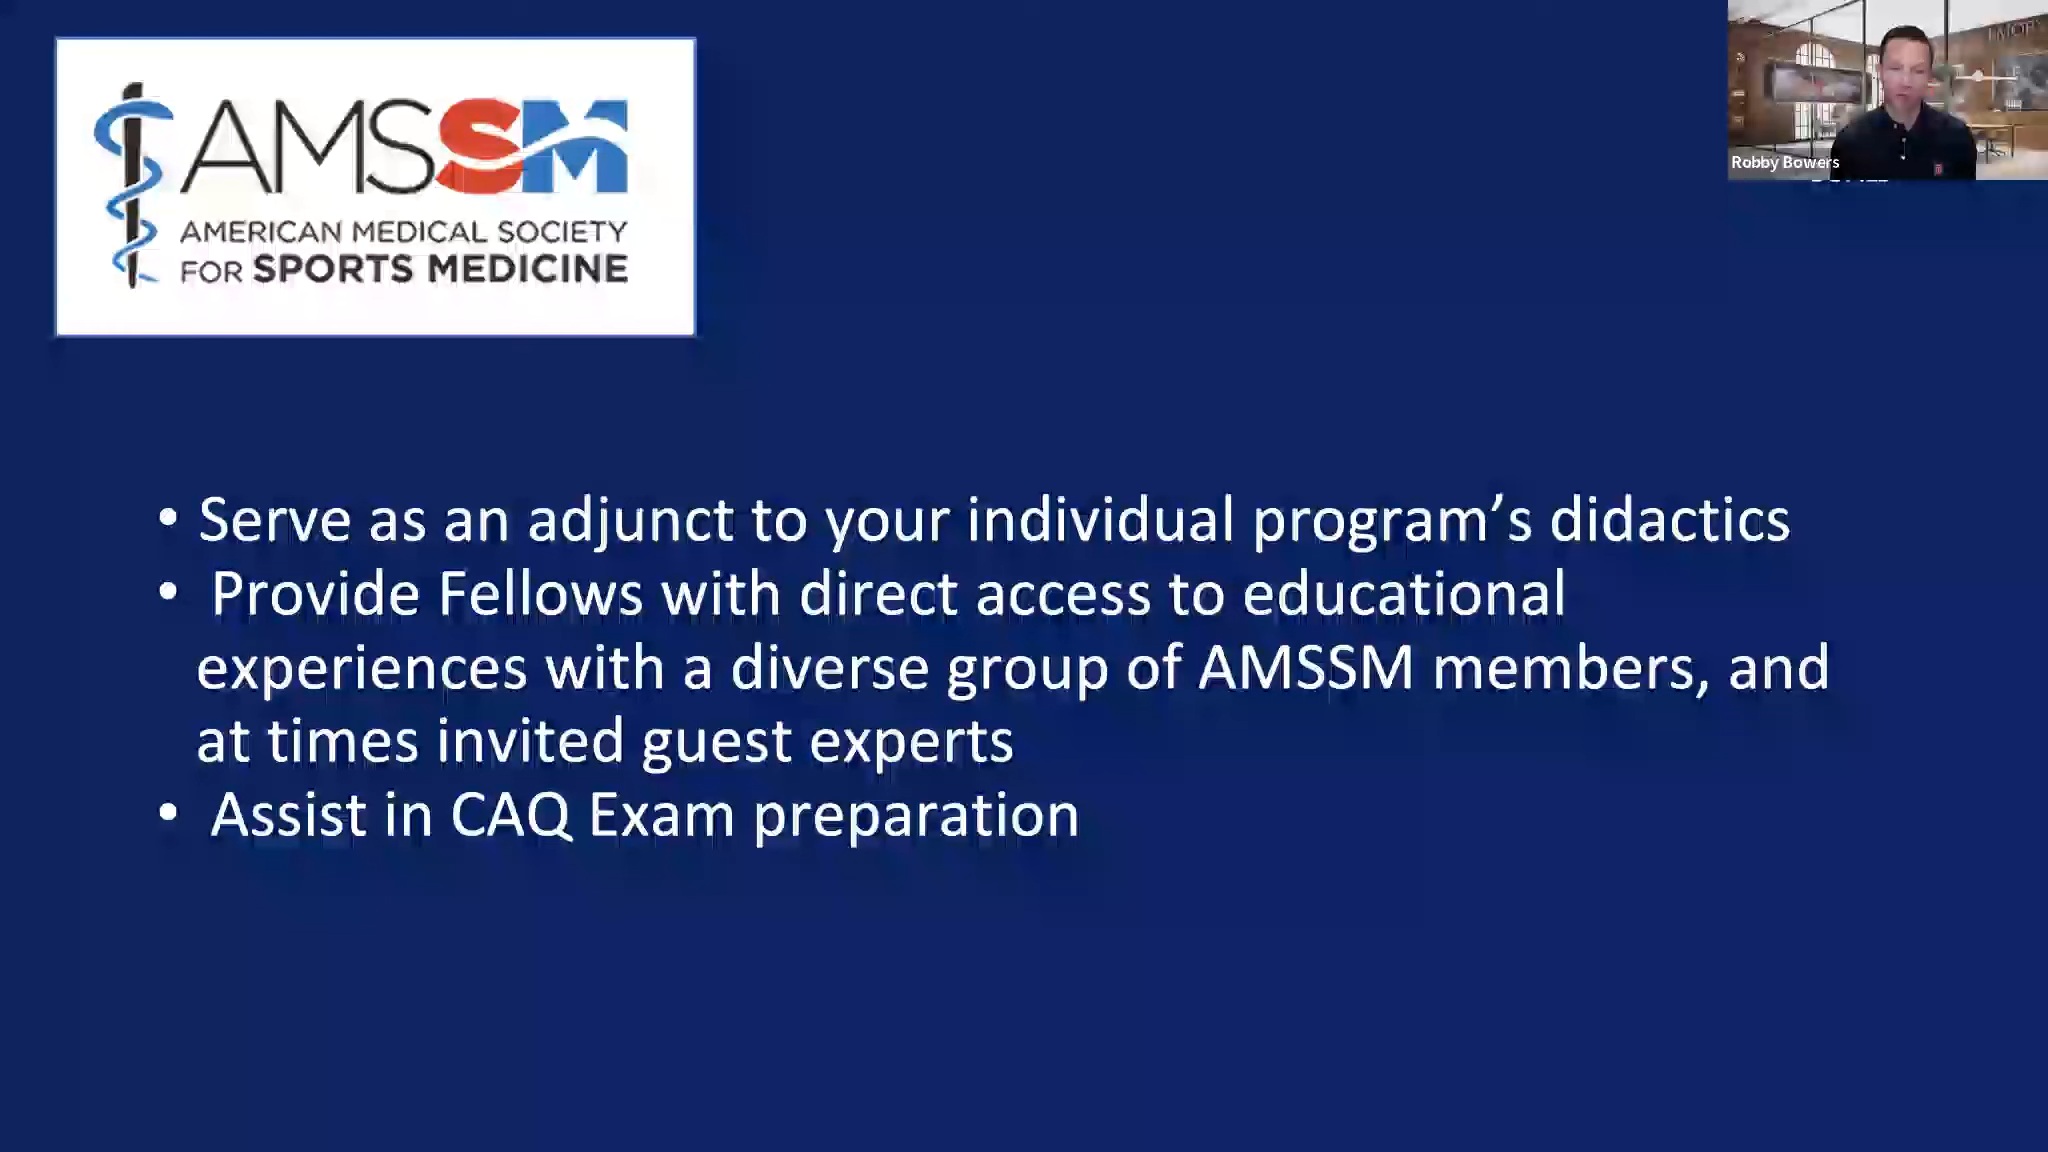 AMSSM
AMERICAN MEDICAL SOCIETY
FOR SPORTS MEDICINE
EMORY
Robby Bowers
• Serve as an adjunct to your individual program’s didactics
• Provide Fellows with direct access to educational
experiences with a diverse group of AMSSM members, and
at times invited guest experts
• Assist in CAQ Exam preparation